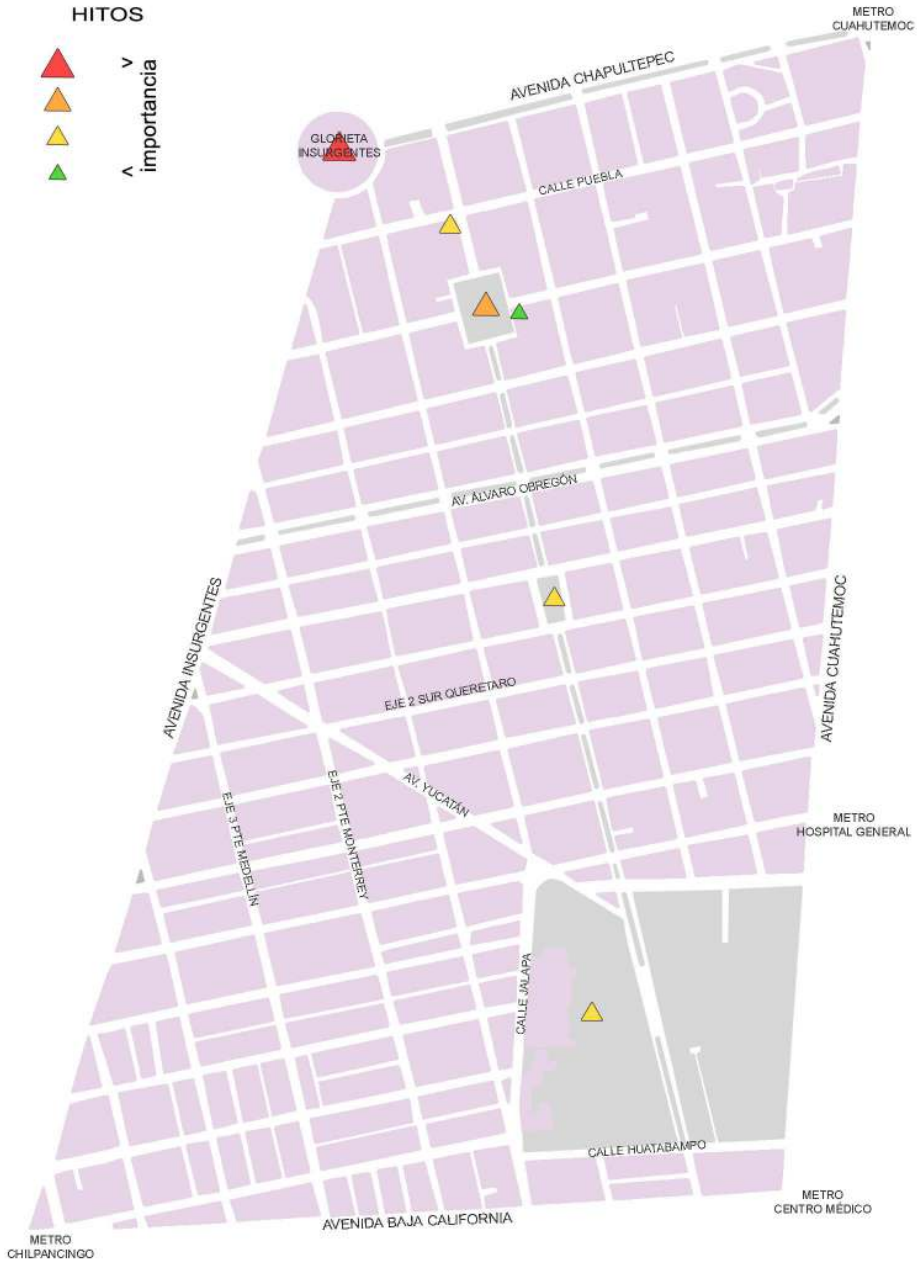 HITOS
>
importancia
<
METRO
CUAHUTEMOC
AVENIDA CHAPULTEPEC
GLORIETA
INSURGENTES
CALLE PUEBLA
AV. ÁLVARO OBREGÓN
AVENIDA INSURGENTES
AVENIDA CUAHUTEMOC
EJE 2 SUR QUERETARO
AV. YUCATÁN
EJE 3 PTE MEDELLÍN
EJE 2 PTE MONTERREY
METRO
HOSPITAL GENERAL
CALLE JALAPA
CALLE HUATABAMPO
METRO
CENTRO MÉDICO
AVENIDA BAJA CALIFORNIA
METRO
CHILPANCINGO